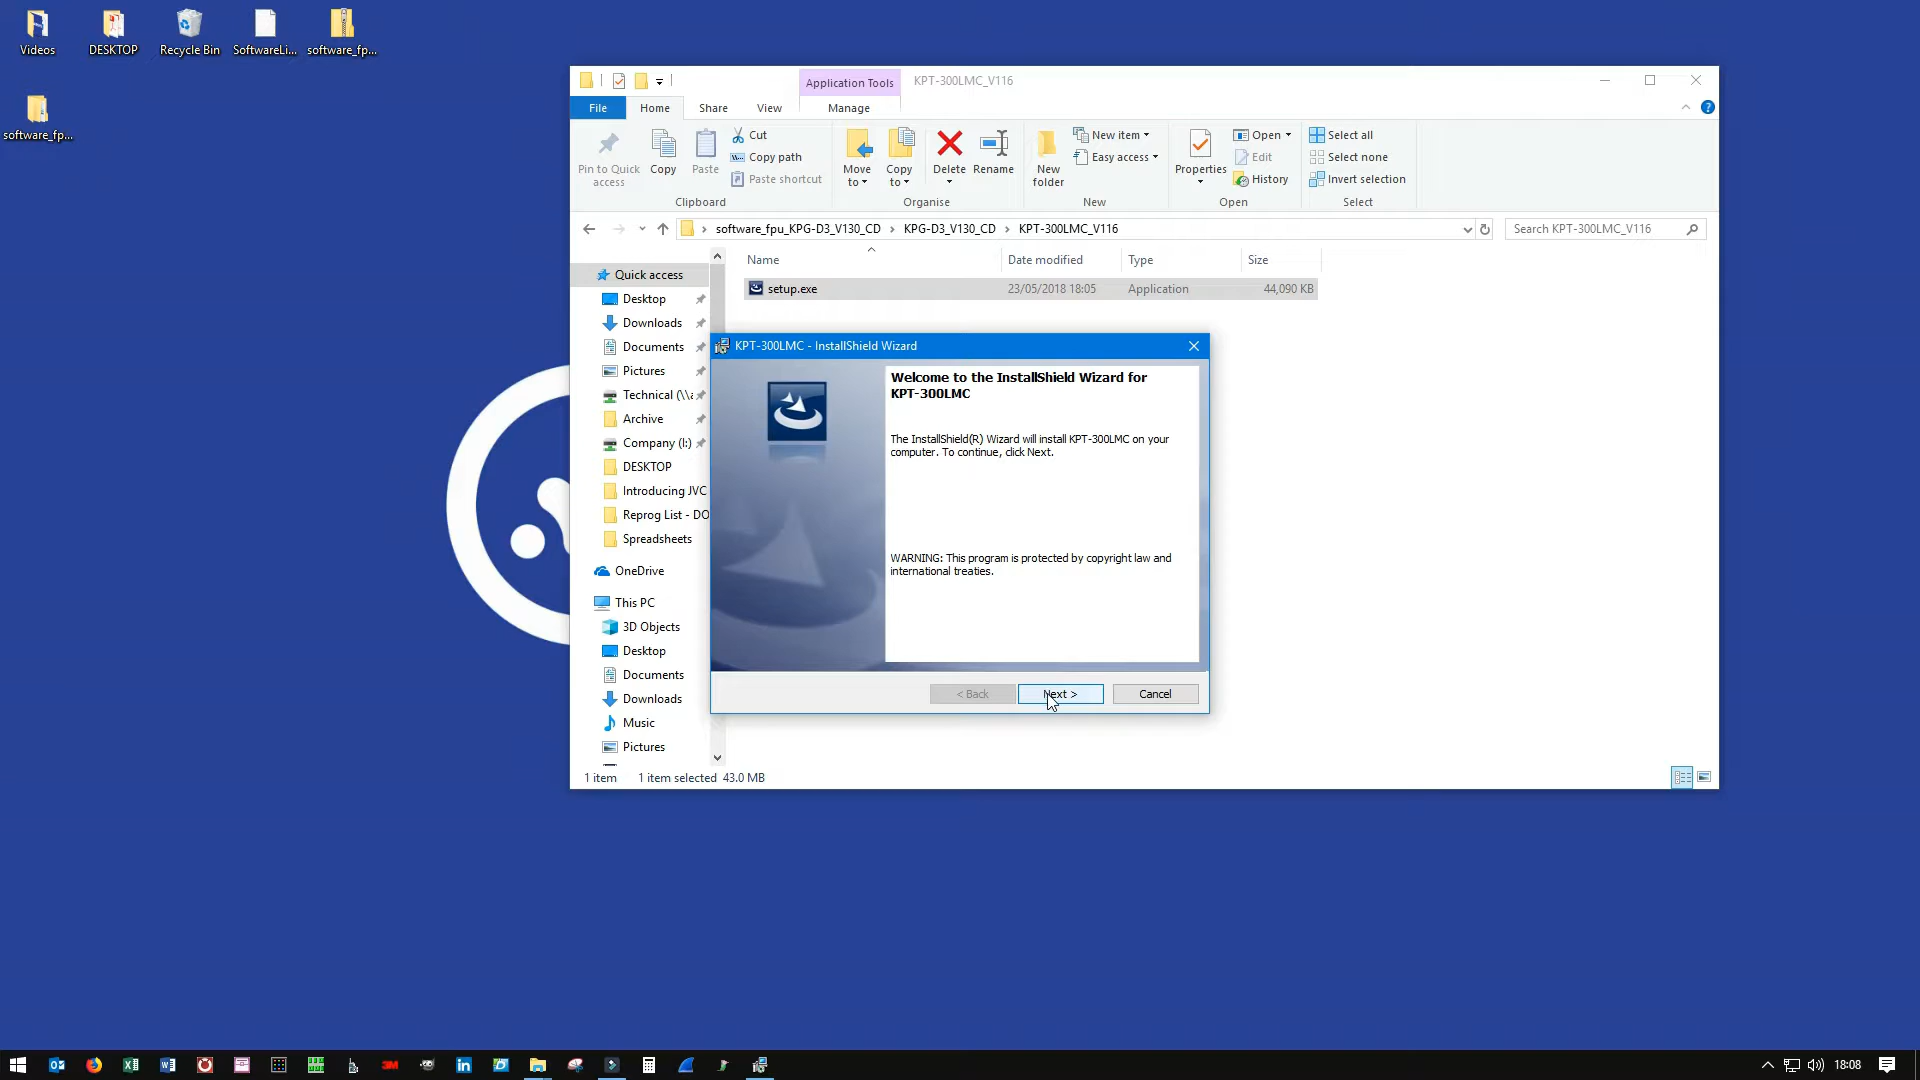 Videos
DESKTOP
Recycle Bin
SoftwareLi...
software_fp...
software_fp...
Application Tools
KPT-300LMC_V116
File
Home
Share
View
Manage
Pin to Quick
access
Copy
Paste
Cut
Copy path
Paste shortcut
Clipboard
Move
to
Copy
to
Delete
Rename
Organise
New
folder
New item
Easy access
New
Properties
Open
Edit
History
Open
Select all
Select none
Invert selection
Select
software_fpu_KPG-D3_V130_CD
KPG-D3_V130_CD
KPT-300LMC_V116
Search KPT-300LMC_V116
Name
Date modified
Type
Size
setup.exe
23/05/2018 18:05
Application
44,090 KB
Quick access
Desktop
Downloads
Documents
Pictures
Technical (\\a
Archive
Company (I:)
DESKTOP
Introducing JVC
Reprog List - DO
Spreadsheets
OneDrive
This PC
3D Objects
Desktop
Documents
Downloads
Music
Pictures
KPT-300LMC - InstallShield Wizard
Welcome to the InstallShield Wizard for
KPT-300LMC
The InstallShield(R) Wizard will install KPT-300LMC on your
computer. To continue, click Next.
WARNING: This program is protected by copyright law and
international treaties.
< Back
Next >
Cancel
1 item
1 item selected 43.0 MB
3M
in
18:08